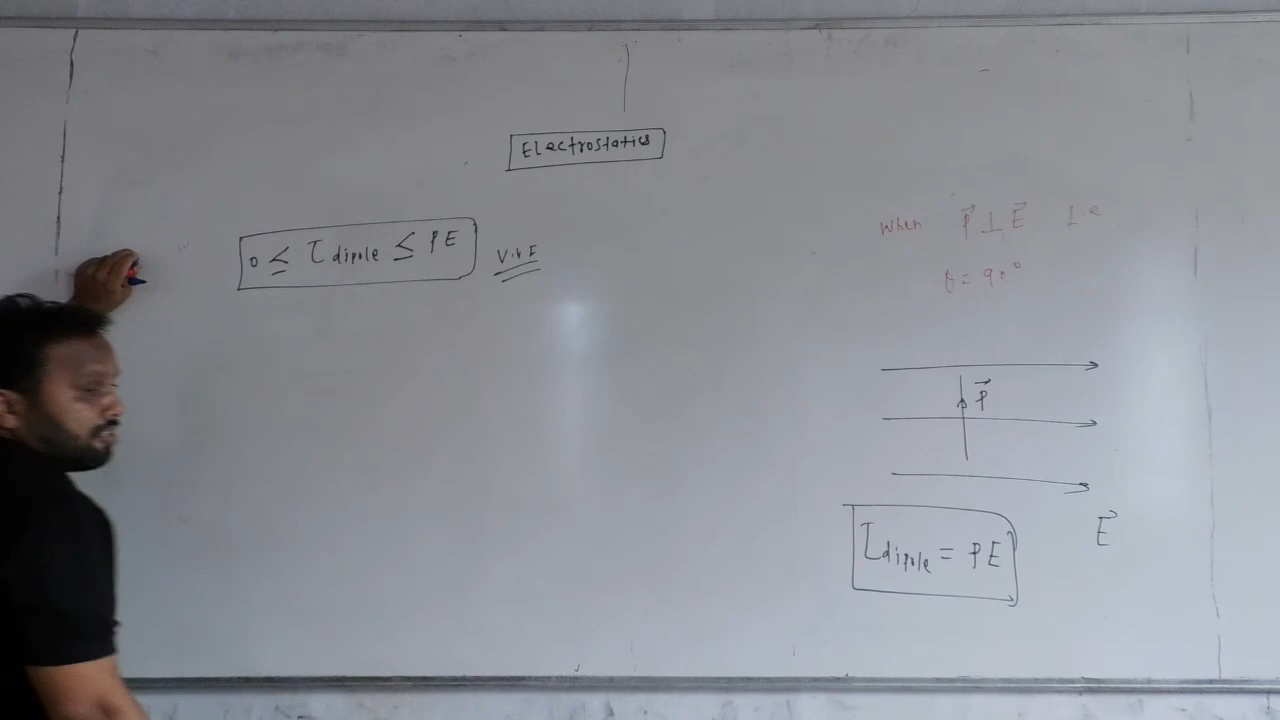 Electrostatics
0 ≤ τ dipole ≤ PE V.V.E
When P⃗ ⊥ E⃗ I.e
θ = 90°
P⃗
E⃗
τ dipole = PE